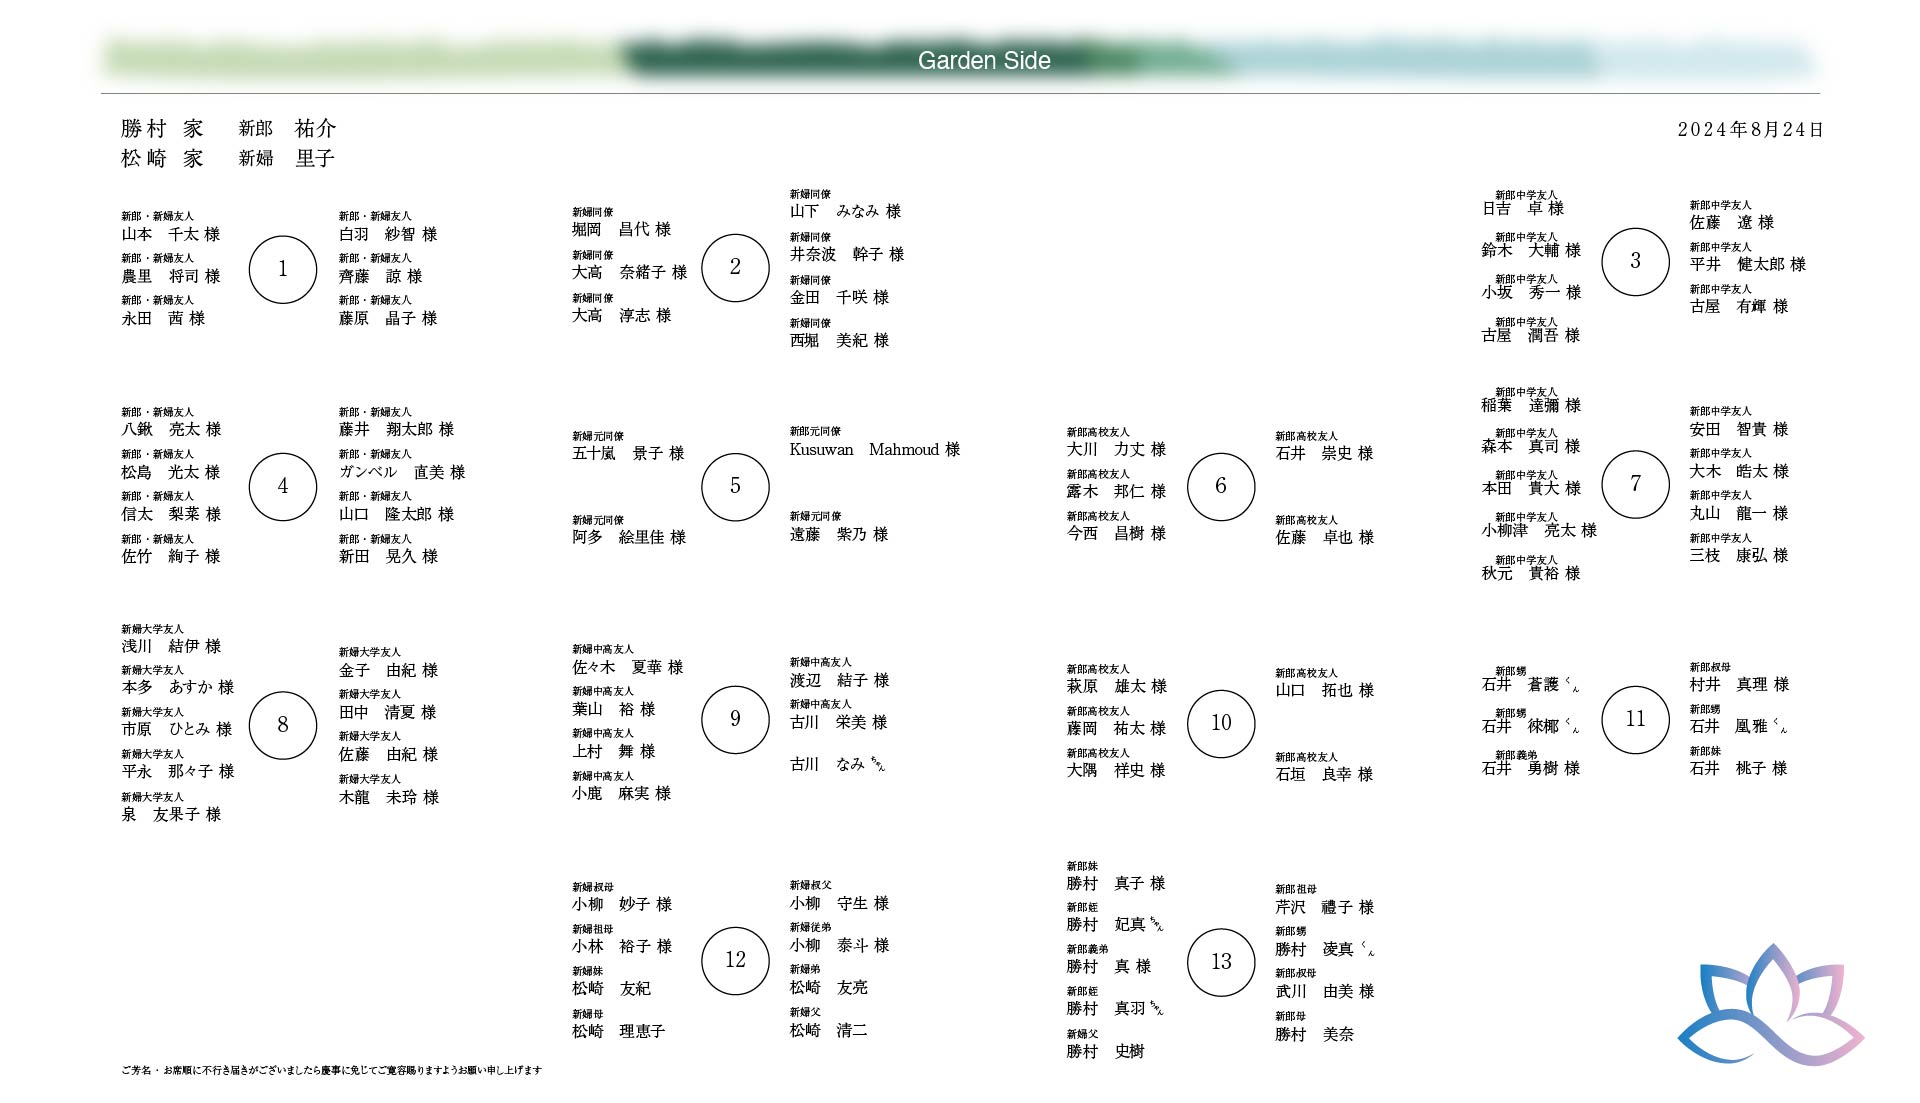 Garden Side
勝村 家 新郎 祐介
松崎 家 新婦 里子
2024年8月24日
新郎・新婦友人
山本 千太 様
新郎・新婦友人
農里 将司 様
新郎・新婦友人
永田 茜 様
1
新郎・新婦友人
白羽 紗智 様
新郎・新婦友人
齊藤 諒 様
新郎・新婦友人
藤原 晶子 様
新婦同僚
堀岡 昌代 様
新婦同僚
大高 奈緒子 様
新婦同僚
大高 淳志 様
2
新婦同僚
山下 みなみ 様
新婦同僚
井奈波 幹子 様
新婦同僚
金田 千咲 様
新婦同僚
西堀 美紀 様
新郎中学友人
日吉 卓 様
新郎中学友人
鈴木 大輔 様
新郎中学友人
小坂 秀一 様
新郎中学友人
古屋 潤吾 様
3
新郎中学友人
佐藤 遼 様
新郎中学友人
平井 健太郎 様
新郎中学友人
古屋 有輝 様
新郎・新婦友人
八鍬 亮太 様
新郎・新婦友人
松島 光太 様
新郎・新婦友人
信太 梨菜 様
新郎・新婦友人
佐竹 絢子 様
4
新郎・新婦友人
藤井 翔太郎 様
新郎・新婦友人
ガンベル 直美 様
新郎・新婦友人
山口 隆太郎 様
新郎・新婦友人
新田 晃久 様
新婦元同僚
五十嵐 景子 様
新婦元同僚
阿多 絵里佳 様
5
新郎元同僚
Kusuwan Mahmoud 様
新婦元同僚
遠藤 紫乃 様
新郎高校友人
大川 力丈 様
新郎高校友人
露木 邦仁 様
新郎高校友人
今西 昌樹 様
6
新郎高校友人
石井 崇史 様
新郎高校友人
佐藤 卓也 様
新郎中学友人
稲葉 達彌 様
新郎中学友人
森本 真司 様
新郎中学友人
本田 貴大 様
新郎中学友人
小柳津 亮太 様
新郎中学友人
秋元 貴裕 様
7
新郎中学友人
安田 智貴 様
新郎中学友人
大木 皓太 様
新郎中学友人
丸山 龍一 様
新郎中学友人
三枝 康弘 様
新婦大学友人
浅川 結伊 様
新婦大学友人
本多 あすか 様
新婦大学友人
市原 ひとみ 様
新婦大学友人
平永 那々子 様
新婦大学友人
泉 友果子 様
8
新婦大学友人
金子 由紀 様
新婦大学友人
田中 清夏 様
新婦大学友人
佐藤 由紀 様
新婦大学友人
木龍 未玲 様
新婦中高友人
佐々木 夏華 様
新婦中高友人
葉山 裕 様
新婦中高友人
上村 舞 様
新婦中高友人
小鹿 麻実 様
9
新婦中高友人
渡辺 結子 様
新婦中高友人
古川 栄美 様
古川 なみ ちゃん
新郎高校友人
萩原 雄太 様
新郎高校友人
藤岡 祐太 様
新郎高校友人
大隅 祥史 様
10
新郎高校友人
山口 拓也 様
新郎高校友人
石垣 良幸 様
新郎甥
石井 蒼護 くん
新郎甥
石井 徠椰 くん
新郎義弟
石井 勇樹 様
11
新郎叔母
村井 真理 様
新郎甥
石井 凰雅 くん
新郎妹
石井 桃子 様
新婦叔母
小柳 妙子 様
新婦祖母
小林 裕子 様
新婦妹
松崎 友紀
新婦母
松崎 理恵子
12
新婦叔父
小柳 守生 様
新婦従弟
小柳 泰斗 様
新婦弟
松崎 友亮
新婦父
松崎 清二
新郎妹
勝村 真子 様
新郎姪
勝村 妃真 ちゃん
新郎義弟
勝村 真 様
新郎姪
勝村 真羽 ちゃん
新婦父
勝村 史樹
13
新郎祖母
芹沢 禮子 様
新郎甥
勝村 凌真 くん
新郎叔母
武川 由美 様
新郎母
勝村 美奈
ご芳名・お席順に不行き届きがございましたら慶事に免じてご寛容賜りますようお願い申し上げます